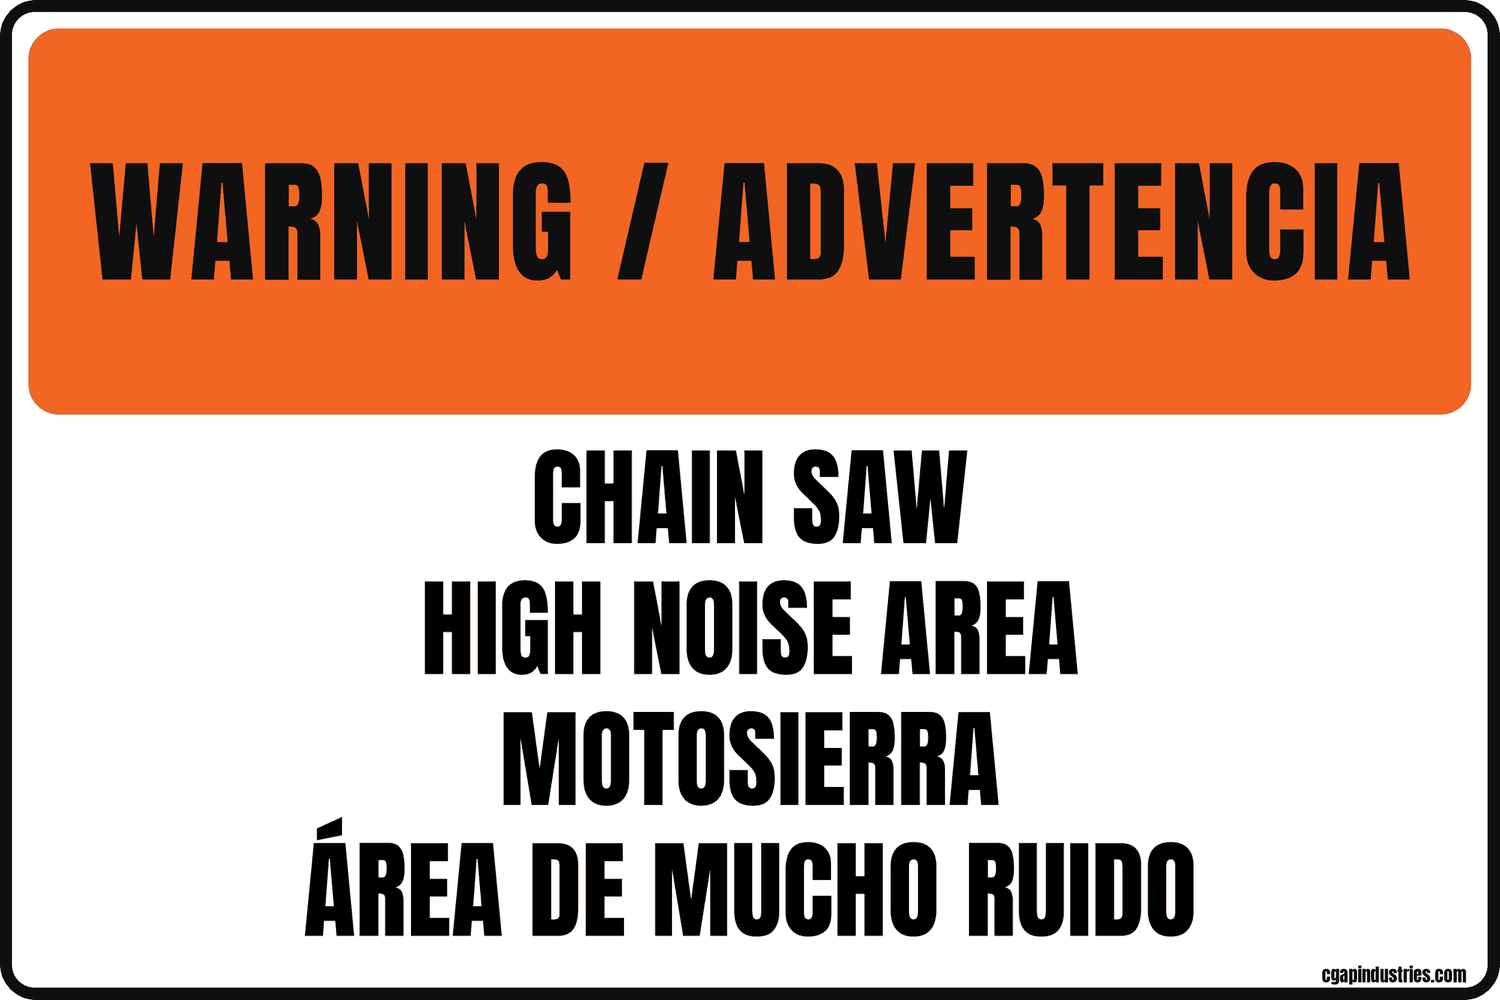 WARNING / ADVERTENCIA
CHAIN SAW
HIGH NOISE AREA
MOTOSIERRA
ÁREA DE MUCHO RUIDO
cgapindustries.com